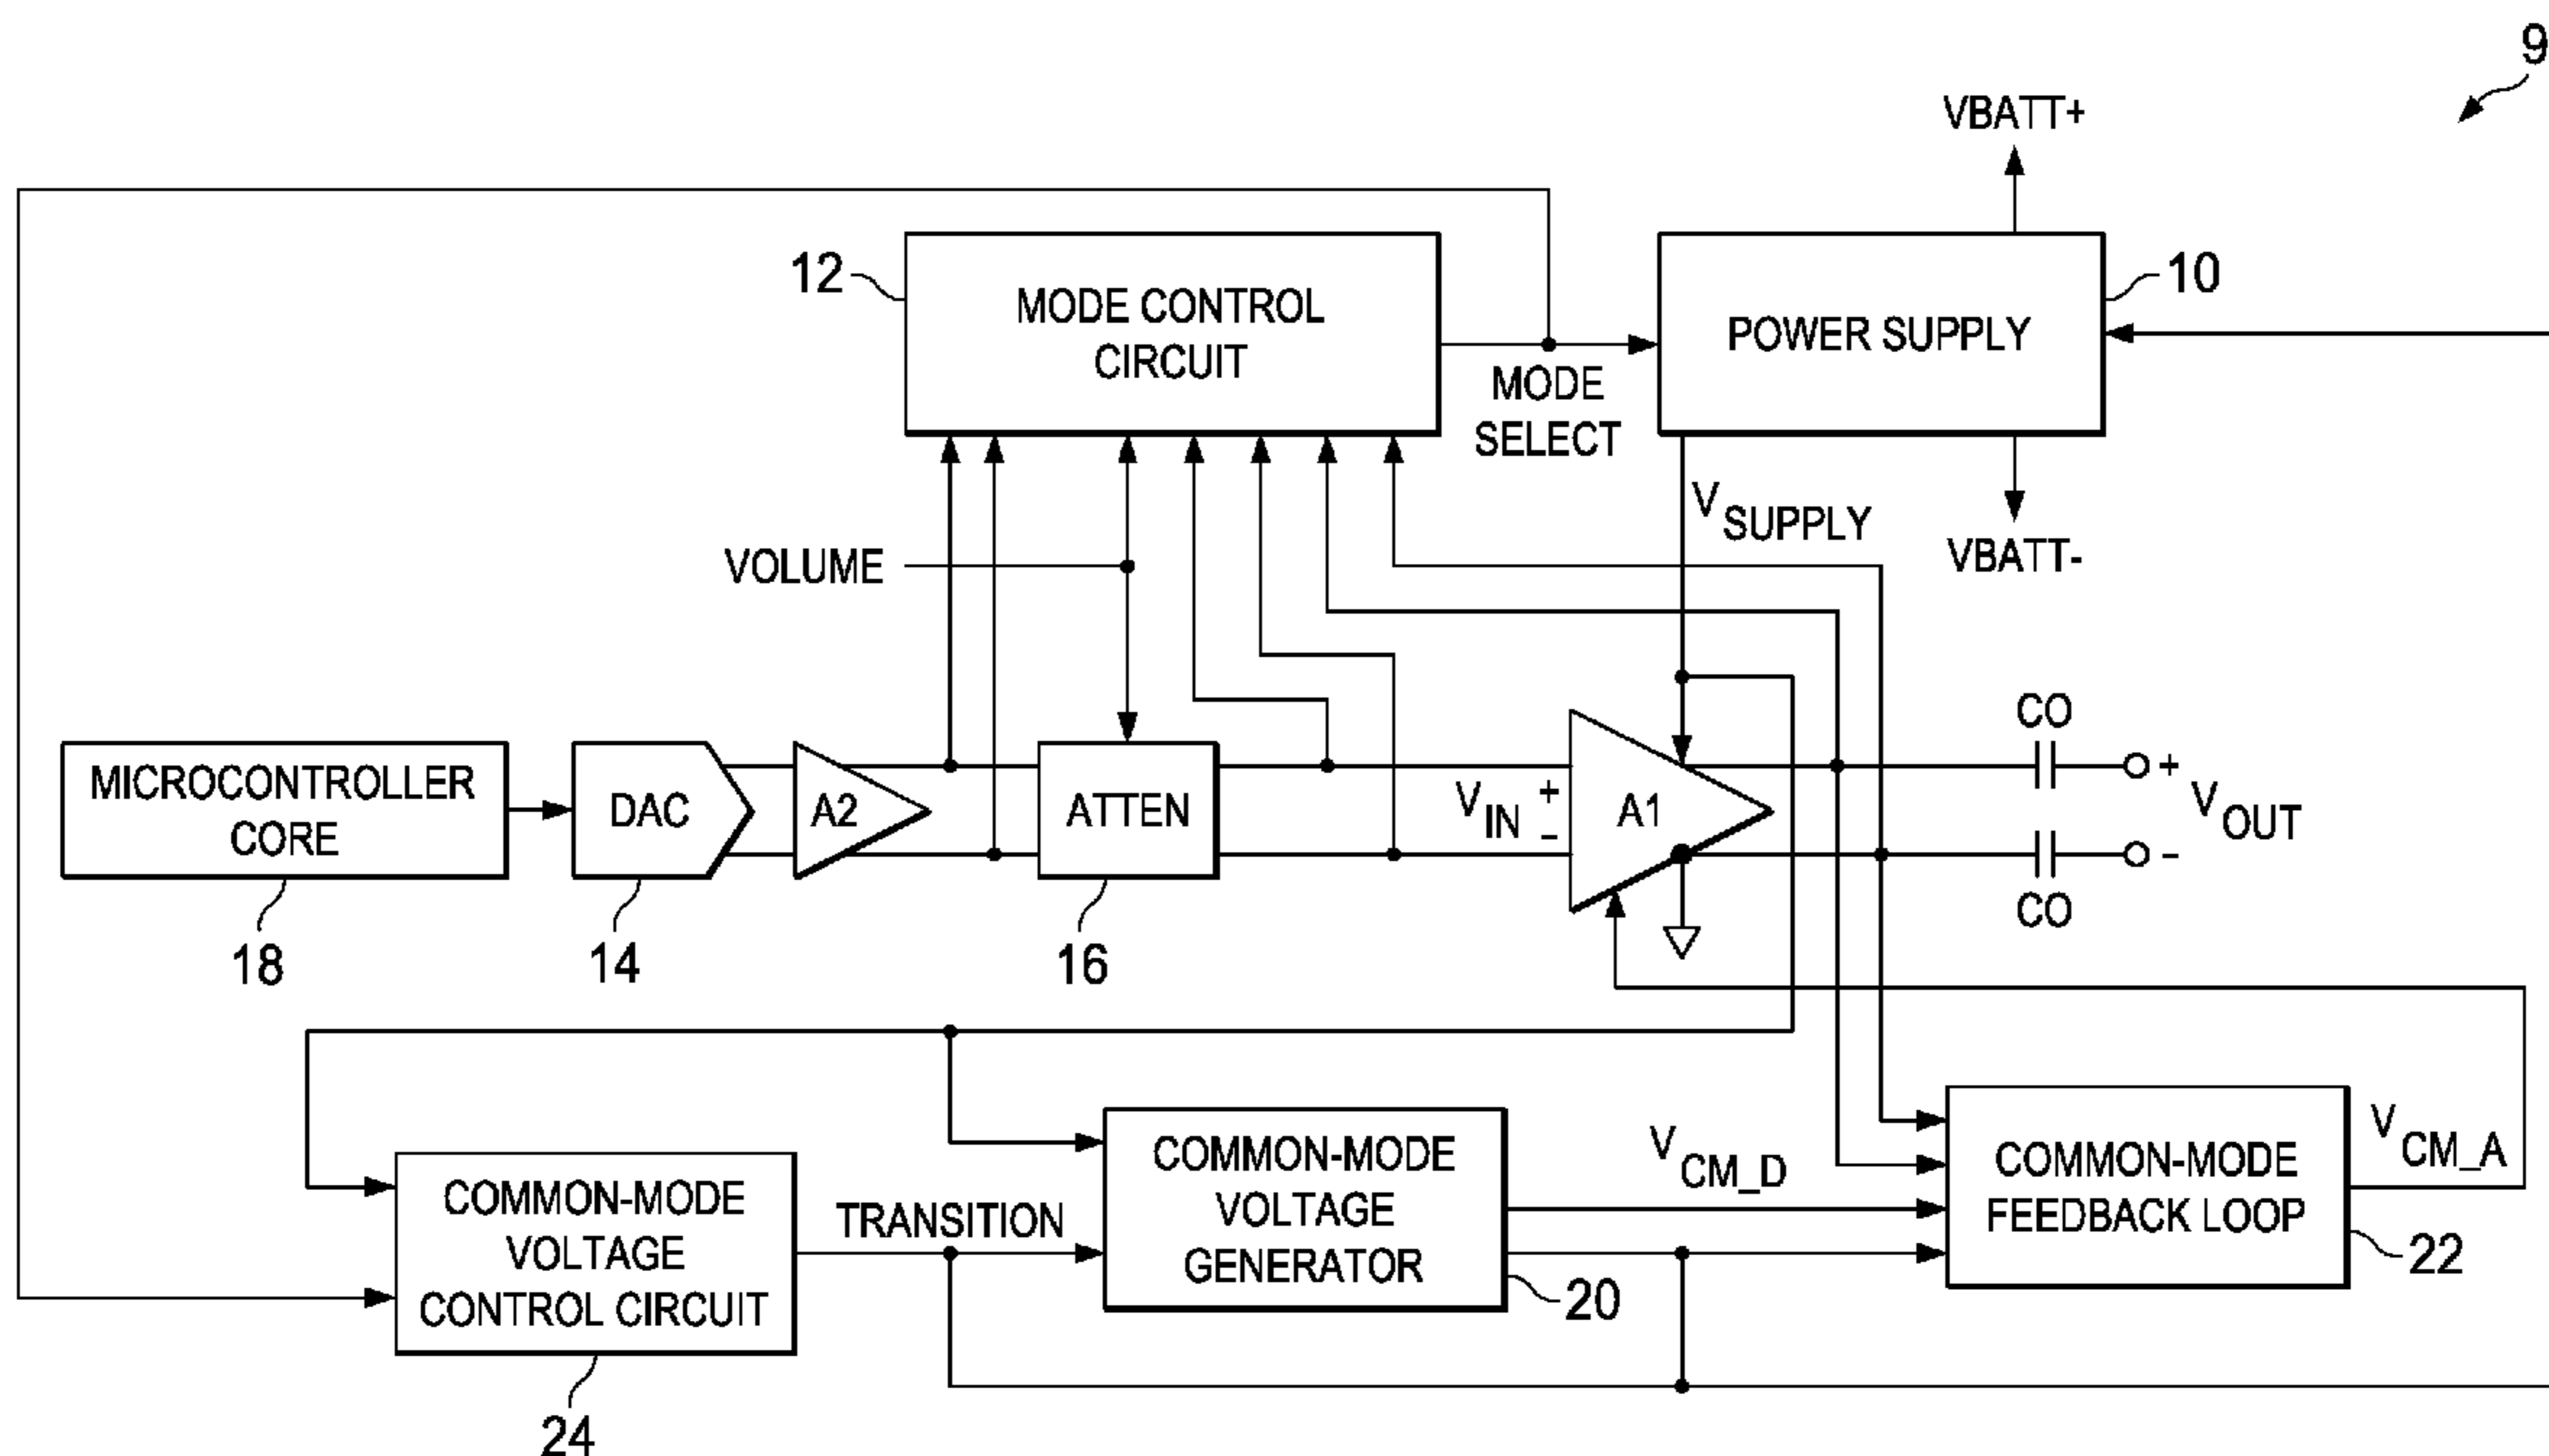 9
VBATT+
12
MODE CONTROL
CIRCUIT
POWER SUPPLY
10
MODE
SELECT
VSUPPLY
VBATT-
VOLUME
MICROCONTROLLER
CORE
18
DAC
14
A2
ATTEN
16
VIN
+
-
A1
CO
CO
+
-
VOUT
COMMON-MODE
VOLTAGE
CONTROL CIRCUIT
24
TRANSITION
COMMON-MODE
VOLTAGE
GENERATOR
20
VCM_D
COMMON-MODE
FEEDBACK LOOP
22
VCM_A